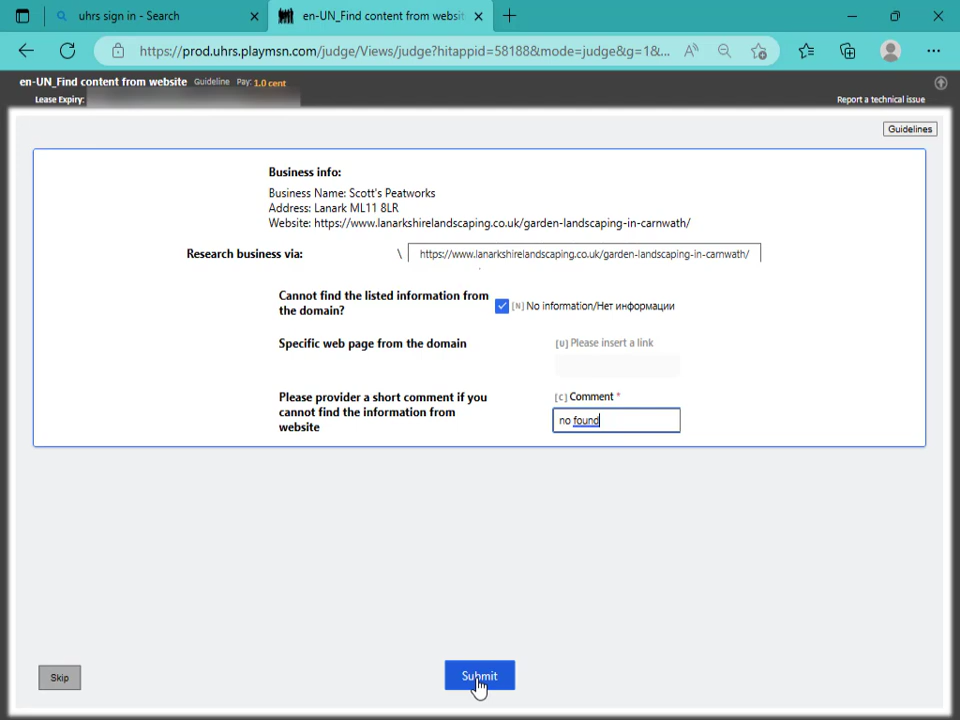 uhrs sign in - Search
en-UN_Find content from websit
https://prod.uhrs.playmsn.com/judge/Views/judge?hitappid=58188&mode=judge&g=1&...
en-UN_Find content from website Guideline Pay: 1.0 cent
Lease Expiry:
Report a technical issue
Guidelines
Business info:
Business Name: Scott's Peatworks
Address: Lanark ML11 8LR
Website: https://www.lanarkshirelandscaping.co.uk/garden-landscaping-in-carnwath/
Research business via: \ https://www.lanarkshirelandscaping.co.uk/garden-landscaping-in-carnwath/
Cannot find the listed information from
the domain?
[N] No information/Нет информации
Specific web page from the domain
[U] Please insert a link
Please provider a short comment if you
cannot find the information from
website
[C] Comment *
no found
Skip
Submit